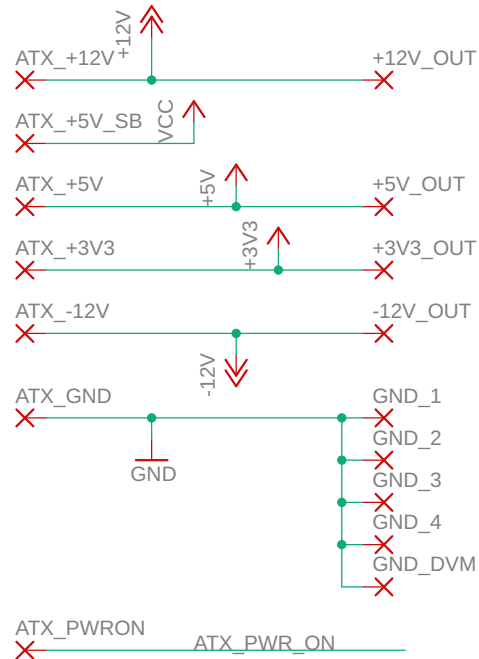 +12V
ATX_+12V
+12V_OUT
ATX_+5V_SB
VCC
ATX_+5V
+5V
+5V_OUT
ATX_+3V3
+3V3
+3V3_OUT
ATX_-12V
-12V_OUT
-12V
ATX_GND
GND_1
GND_2
GND
GND_3
GND_4
GND_DVM
ATX_PWRON
ATX_PWR_ON